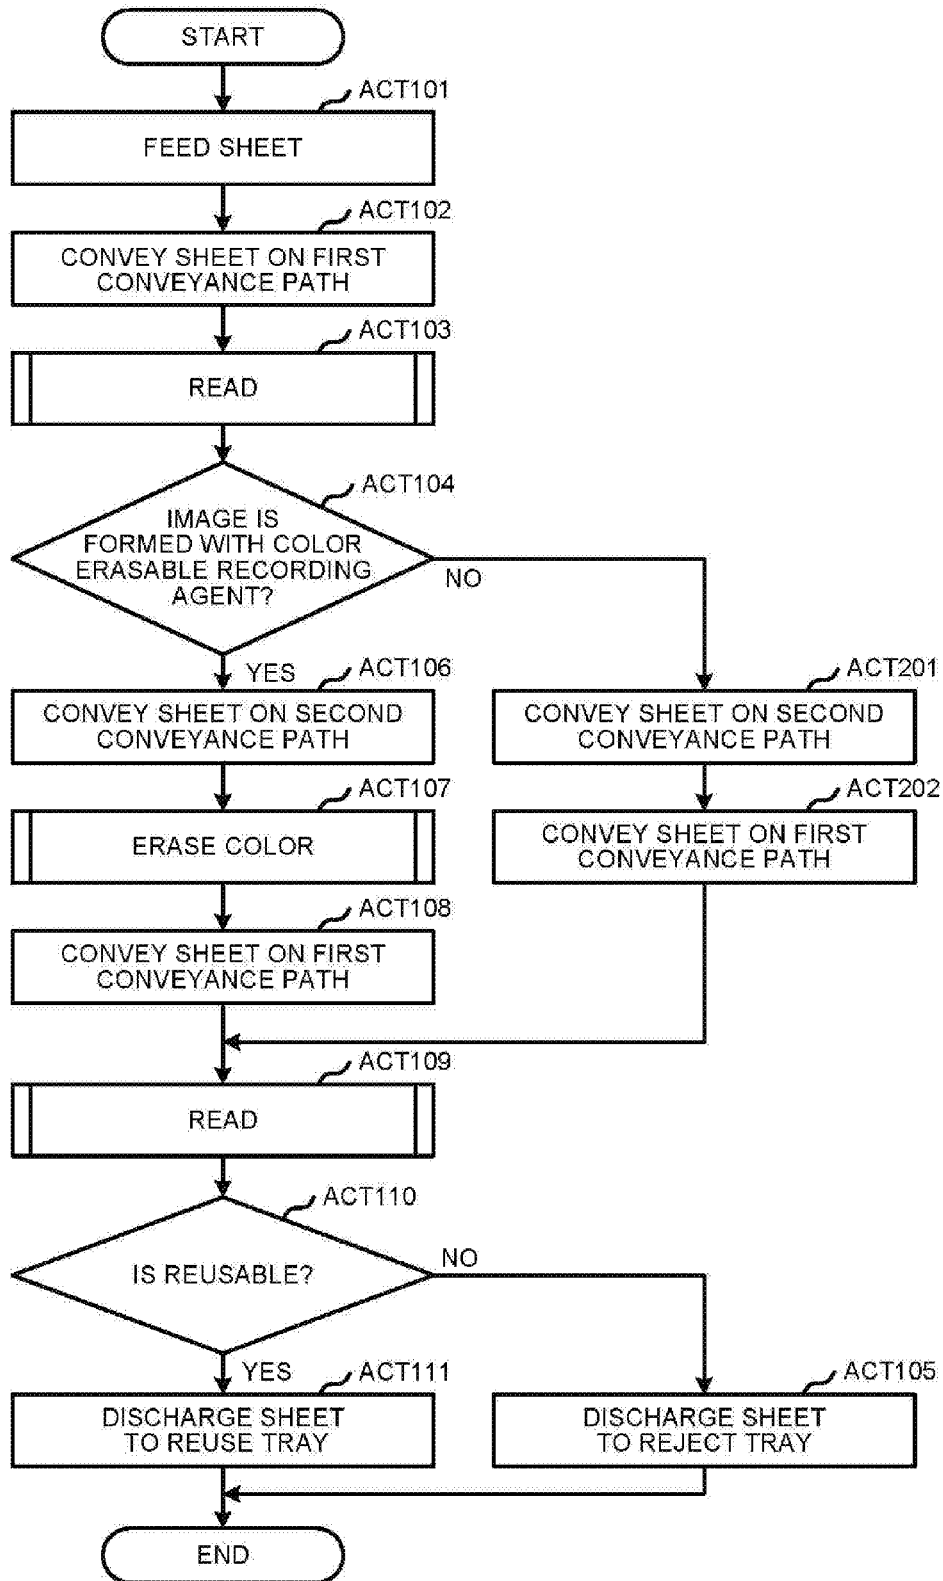 START
ACT101
FEED SHEET
ACT102
CONVEY SHEET ON FIRST
CONVEYANCE PATH
ACT103
READ
ACT104
IMAGE IS
FORMED WITH COLOR
ERASABLE RECORDING
AGENT?
NO
YES
ACT106
CONVEY SHEET ON SECOND
CONVEYANCE PATH
ACT201
CONVEY SHEET ON SECOND
CONVEYANCE PATH
ACT107
ERASE COLOR
ACT202
CONVEY SHEET ON FIRST
CONVEYANCE PATH
ACT108
CONVEY SHEET ON FIRST
CONVEYANCE PATH
ACT109
READ
ACT110
IS REUSABLE?
NO
YES
ACT111
DISCHARGE SHEET
TO REUSE TRAY
ACT105
DISCHARGE SHEET
TO REJECT TRAY
END